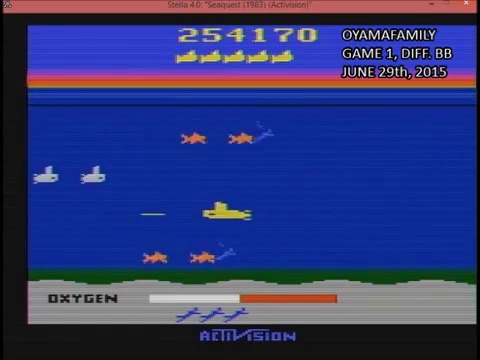 Stella 4.0: "Seaquest (1983) (Activision)"
254170
OYAMAFAMILY
GAME 1, DIFF. BB
JUNE 29th, 2015
OXYGEN
ACTIVISION